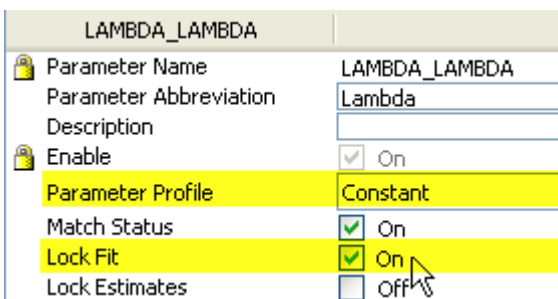 LAMBDA_LAMBDA
Parameter Name LAMBDA_LAMBDA
Parameter Abbreviation Lambda
Description
Enable On
Parameter Profile Constant
Match Status On
Lock Fit On
Lock Estimates Off